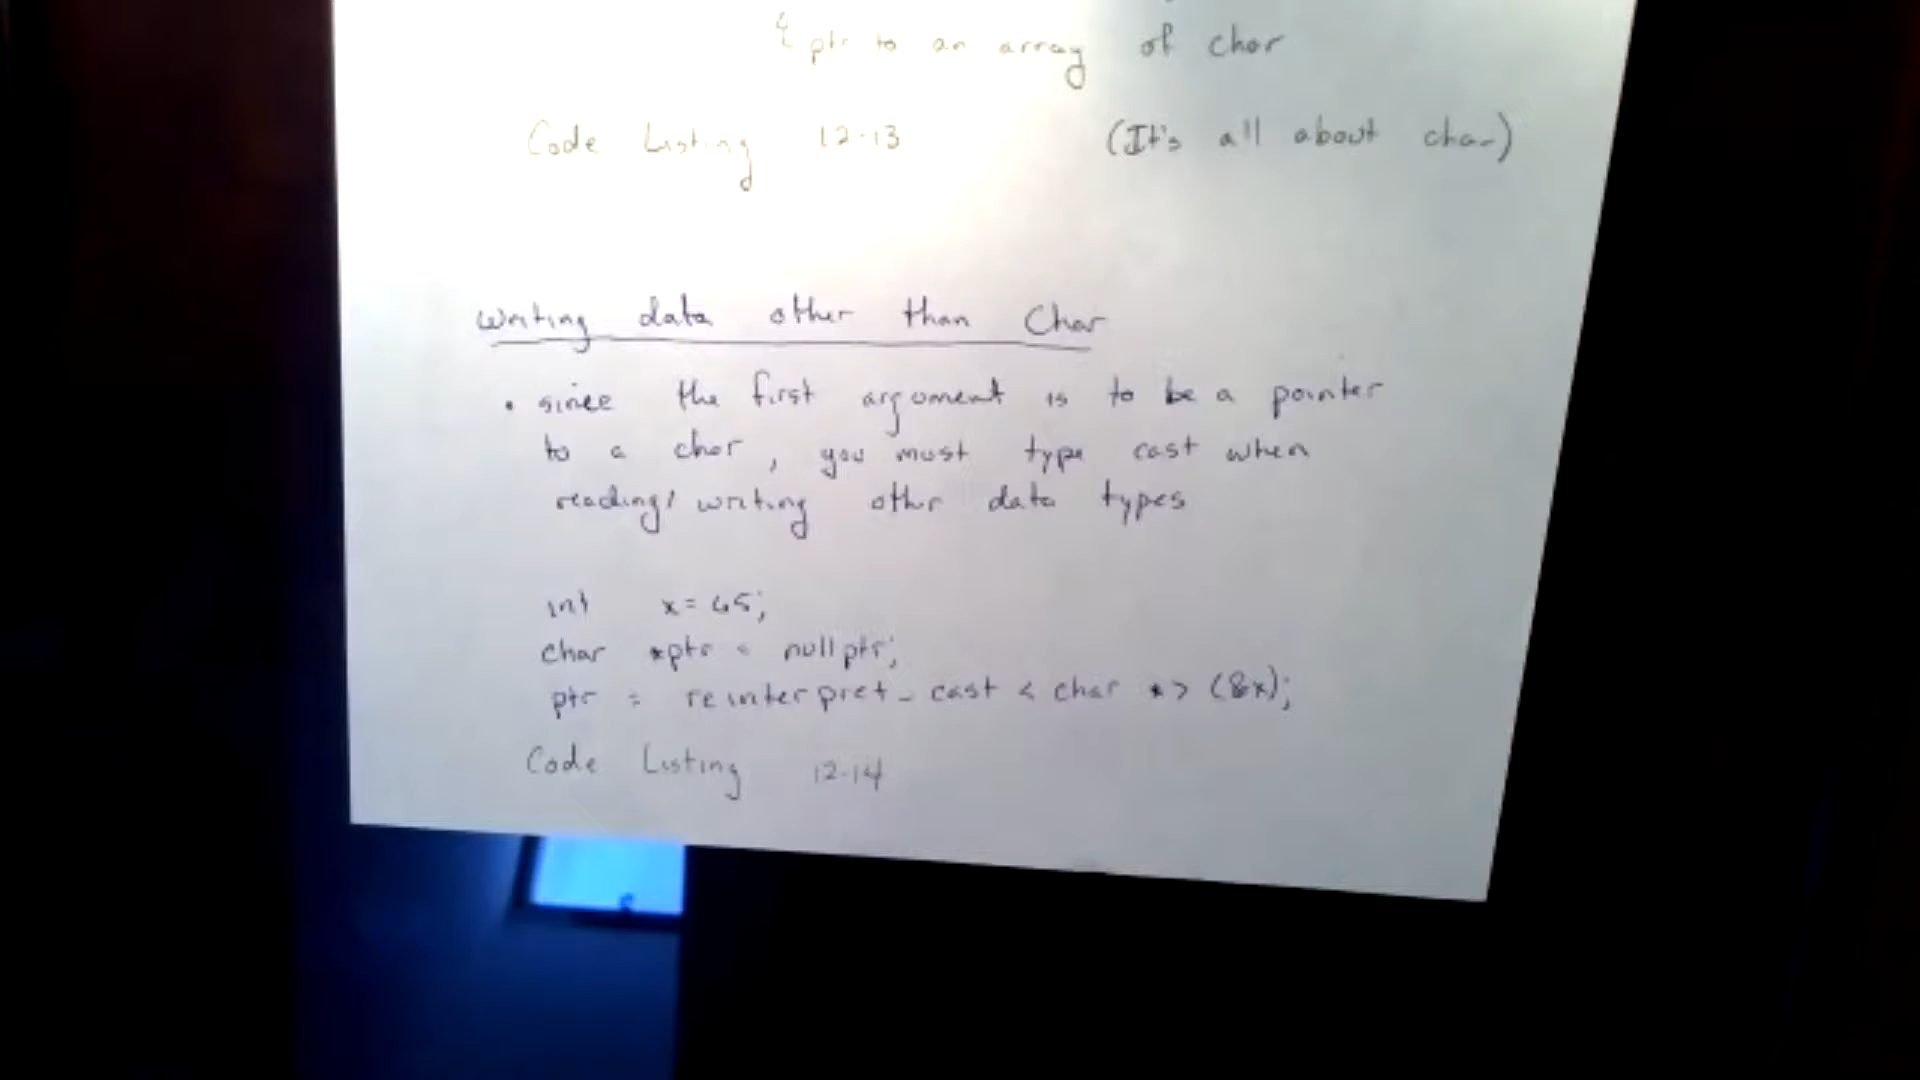 ptr to an array of char
Code Listing 12-13 (It's all about char)
Writing data other than Char
• since the first argument is to be a pointer
to a char, you must type cast when
reading/writing other data types
int x = 65;
char *ptr = nullptr;
ptr = reinterpret_cast < char *> (&x);
Code Listing 12-14